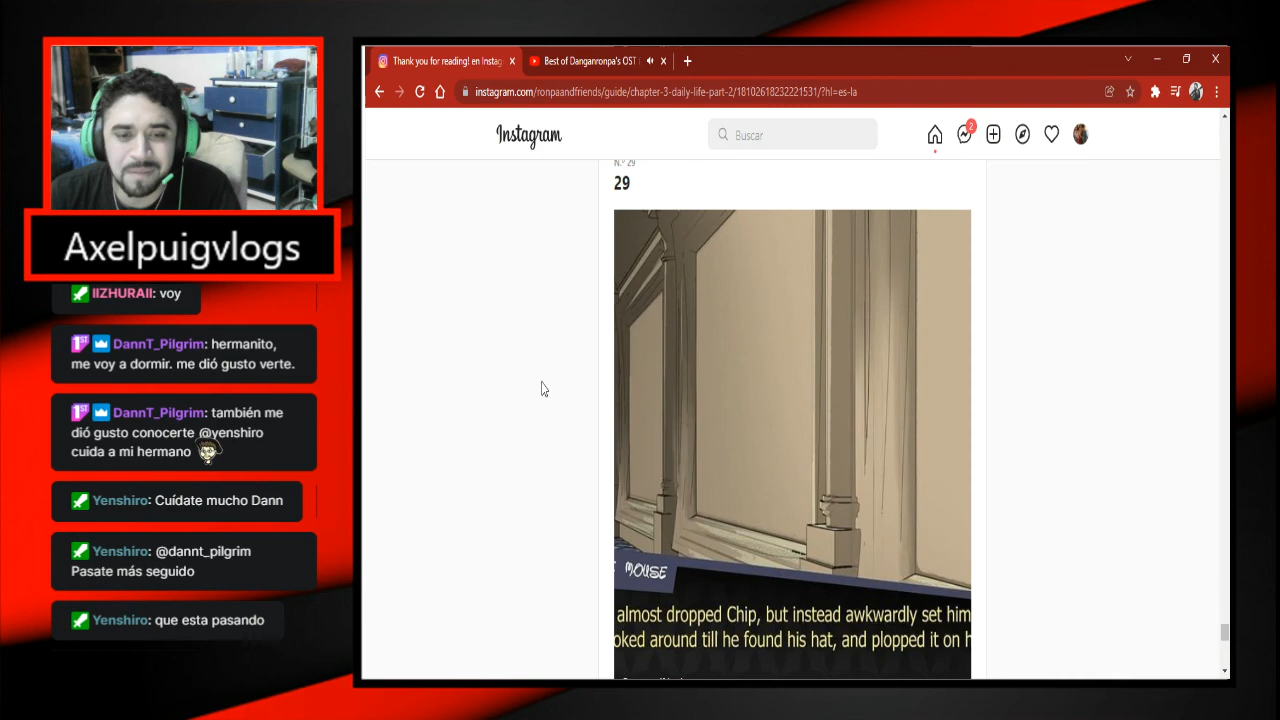 Thank you for reading! en Instag
Best of Danganronpa's OST
instagram.com/ronpaandfriends/guide/chapter-3-daily-life-part-2/18102618232221531/?hl=es-la
Instagram
Buscar
2
N.º 29
29
MOUSE
almost dropped Chip, but instead awkwardly set him
oked around till he found his hat, and plopped it on h
Axelpuigvlogs
IIZHURAII: voy
1ST DannT_Pilgrim: hermanito,
me voy a dormir. me dió gusto verte.
1ST DannT_Pilgrim: también me
dió gusto conocerte @yenshiro
cuida a mi hermano
Yenshiro: Cuídate mucho Dann
Yenshiro: @dannt_pilgrim
Pasate más seguido
Yenshiro: que esta pasando